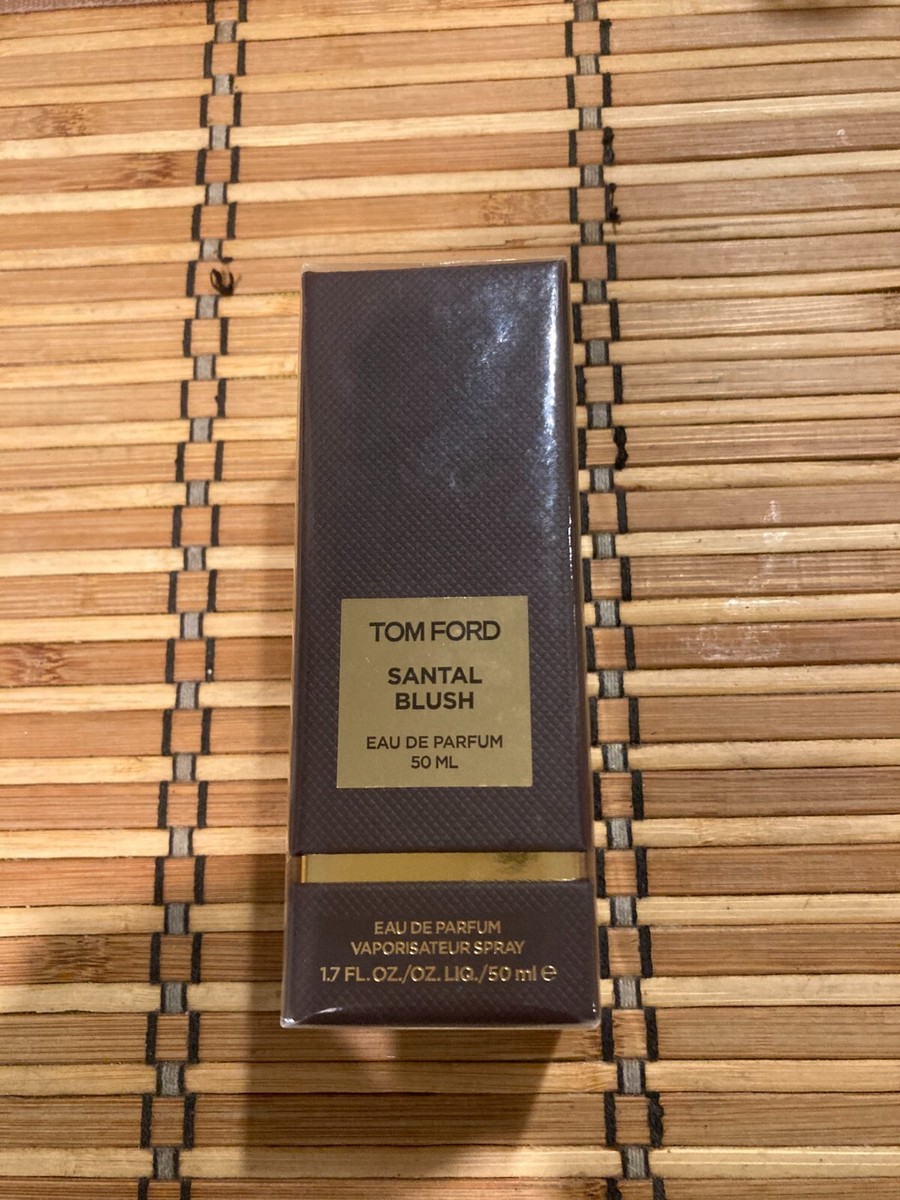 TOM FORD
SANTAL
BLUSH
EAU DE PARFUM
50 ML
EAU DE PARFUM
VAPORISATEUR SPRAY
1.7 FL.OZ./OZ. LIQ./50 ml ℮